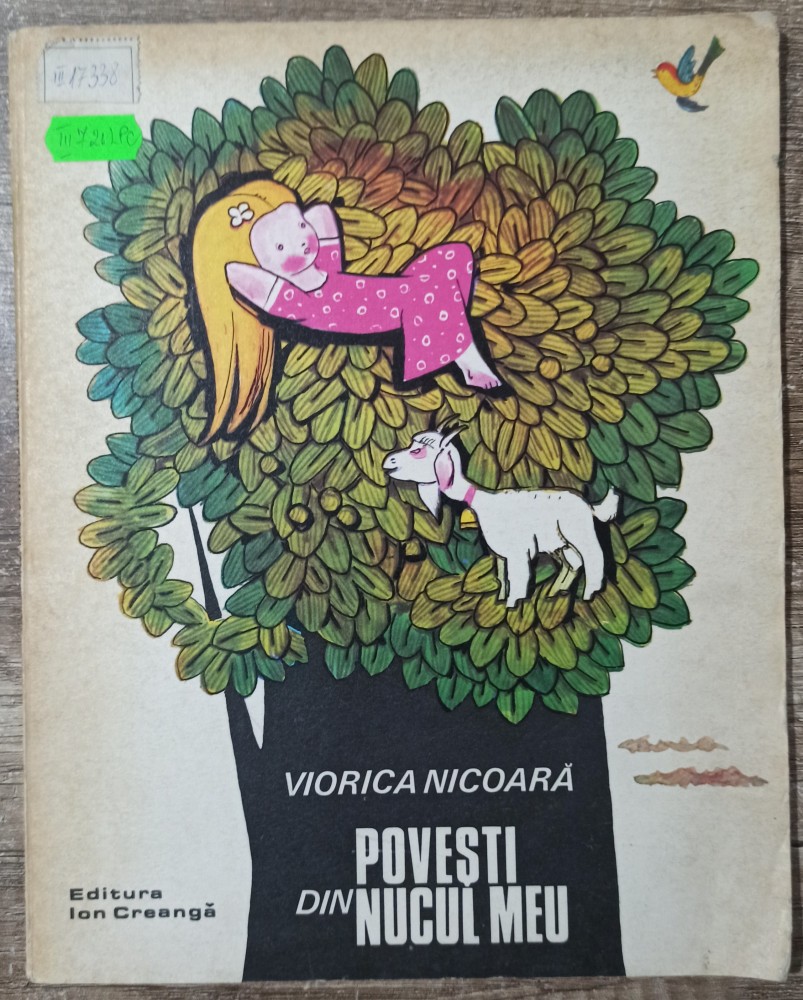 III 17338
VIORICA NICOARĂ
POVEȘTI
DIN NUCUL MEU
Editura
Ion Creangă